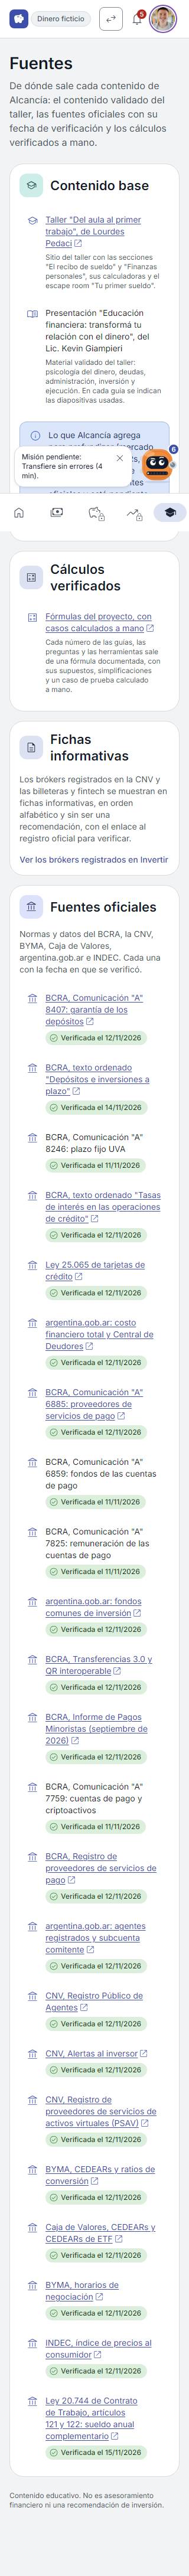 Dinero ficticio
5
Fuentes
De dónde sale cada contenido de
Alcancía: el contenido validado del
taller, las fuentes oficiales con su
fecha de verificación y los cálculos
verificados a mano.
Contenido base
Taller "Del aula al primer
trabajo", de Lourdes
Pedaci
Sitio del taller con las secciones
"El recibo de sueldo" y "Finanzas
personales", sus calculadoras y el
escape room "Tu primer sueldo".
Presentación "Educación
financiera: transformá tu
relación con el dinero", del
Lic. Kevin Giampieri
Material validado del taller:
psicología del dinero, deudas,
administración, inversión y
ejecución. En cada guía se indican
las diapositivas usadas.
Lo que Alcancía agrega
Misión pendiente:
Transfiere sin errores (4
min).
6
Cálculos
verificados
Fórmulas del proyecto, con
casos calculados a mano
Cada número de las guías, las
preguntas y las herramientas sale
de una fórmula documentada, con
sus supuestos, simplificaciones
y un caso de prueba calculado
a mano.
Fichas
informativas
Los brókers registrados en la CNV y
las billeteras y fintech se muestran en
fichas informativas, en orden
alfabético y sin ser una
recomendación, con el enlace al
registro oficial para verificar.
Ver los brókers registrados en Invertir
Fuentes oficiales
Normas y datos del BCRA, la CNV,
BYMA, Caja de Valores,
argentina.gob.ar e INDEC. Cada una
con la fecha en que se verificó.
BCRA, Comunicación "A"
8407: garantía de los
depósitos
Verificada el 12/11/2026
BCRA, texto ordenado
"Depósitos e inversiones a
plazo"
Verificada el 14/11/2026
BCRA, Comunicación "A"
8246: plazo fijo UVA
Verificada el 11/11/2026
BCRA, texto ordenado "Tasas
de interés en las operaciones
de crédito"
Verificada el 12/11/2026
Ley 25.065 de tarjetas de
crédito
Verificada el 12/11/2026
argentina.gob.ar: costo
financiero total y Central de
Deudores
Verificada el 12/11/2026
BCRA, Comunicación "A"
6885: proveedores de
servicios de pago
Verificada el 12/11/2026
BCRA, Comunicación "A"
6859: fondos de las cuentas
de pago
Verificada el 11/11/2026
BCRA, Comunicación "A"
7825: remuneración de las
cuentas de pago
Verificada el 11/11/2026
argentina.gob.ar: fondos
comunes de inversión
Verificada el 12/11/2026
BCRA, Transferencias 3.0 y
QR interoperable
Verificada el 12/11/2026
BCRA, Informe de Pagos
Minoristas (septiembre de
2026)
Verificada el 12/11/2026
BCRA, Comunicación "A"
7759: cuentas de pago y
criptoactivos
Verificada el 11/11/2026
BCRA, Registro de
proveedores de servicios de
pago
Verificada el 12/11/2026
argentina.gob.ar: agentes
registrados y subcuenta
comitente
Verificada el 12/11/2026
CNV, Registro Público de
Agentes
Verificada el 12/11/2026
CNV, Alertas al inversor
Verificada el 12/11/2026
CNV, Registro de
proveedores de servicios de
activos virtuales (PSAV)
Verificada el 12/11/2026
BYMA, CEDEARs y ratios de
conversión
Verificada el 12/11/2026
Caja de Valores, CEDEARs y
CEDEARs de ETF
Verificada el 12/11/2026
BYMA, horarios de
negociación
Verificada el 12/11/2026
INDEC, índice de precios al
consumidor
Verificada el 12/11/2026
Ley 20.744 de Contrato
de Trabajo, artículos
121 y 122: sueldo anual
complementario
Verificada el 15/11/2026
Contenido educativo. No es asesoramiento
financiero ni una recomendación de inversión.